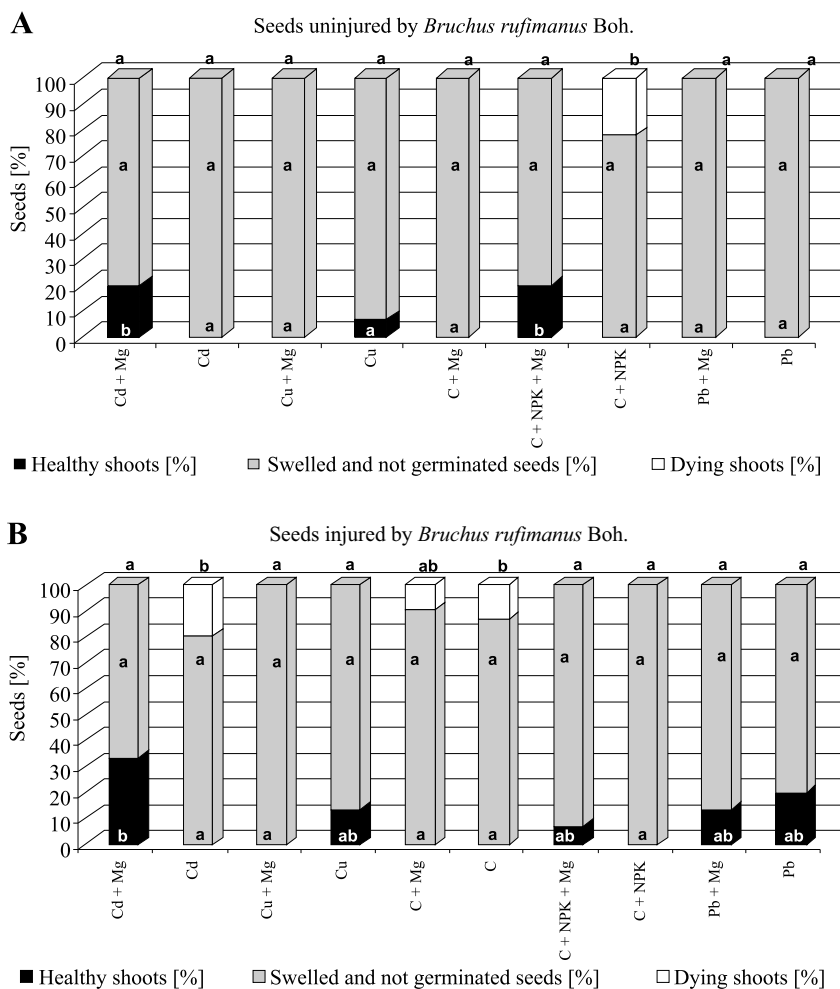 A
Seeds uninjured by Bruchus rufimanus Boh.
a a a a a a b a a
100
90
80
70
60
50
40
30
20
10
0
Seeds [%]
a a a a a a a a a
b a a a a b a a a
Cd + Mg
Cd
Cu + Mg
Cu
C + Mg
C + NPK + Mg
C + NPK
Pb + Mg
Pb
Healthy shoots [%] Swelled and not germinated seeds [%] Dying shoots [%]
B
Seeds injured by Bruchus rufimanus Boh.
a b a a ab b a a a a
100
90
80
70
60
50
40
30
20
10
0
Seeds [%]
a a a a a a a a a a
b a a ab a a ab a ab ab
Cd + Mg
Cd
Cu + Mg
Cu
C + Mg
C
C + NPK + Mg
C + NPK
Pb + Mg
Pb
Healthy shoots [%] Swelled and not germinated seeds [%] Dying shoots [%]